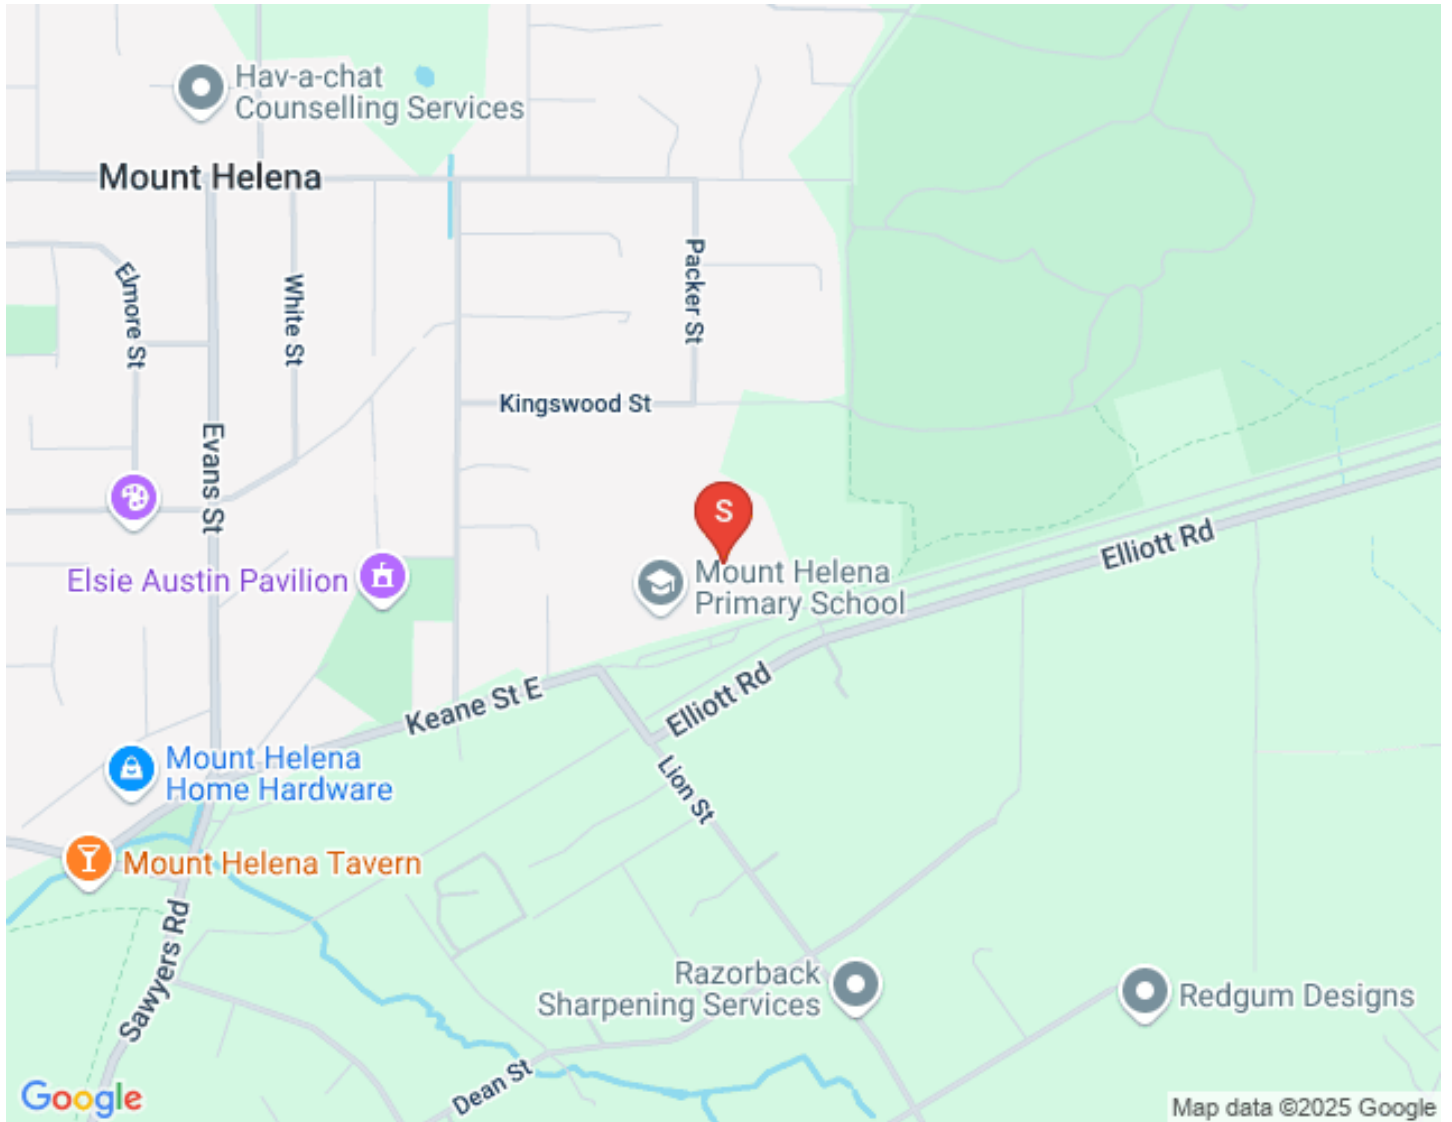 Hav-a-chat
Counselling Services
Mount Helena
Elmore St
White St
Packer St
Kingswood St
Evans St
S
Elsie Austin Pavilion
Mount Helena
Primary School
Elliott Rd
Keane St E
Elliott Rd
Mount Helena
Home Hardware
Lion St
Mount Helena Tavern
Sawyers Rd
Razorback
Sharpening Services
Redgum Designs
Dean St
Google
Map data ©2025 Google